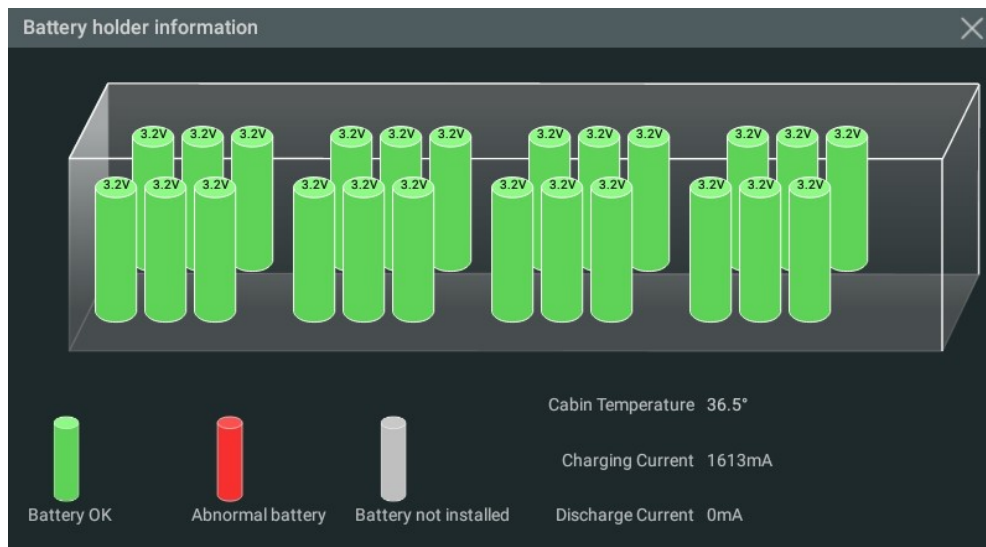 Battery holder information
3.2V 3.2V 3.2V 3.2V 3.2V 3.2V 3.2V 3.2V 3.2V 3.2V 3.2V 3.2V
3.2V 3.2V 3.2V 3.2V 3.2V 3.2V 3.2V 3.2V 3.2V 3.2V 3.2V 3.2V
Cabin Temperature 36.5°
Charging Current 1613mA
Battery OK Abnormal battery Battery not installed Discharge Current 0mA